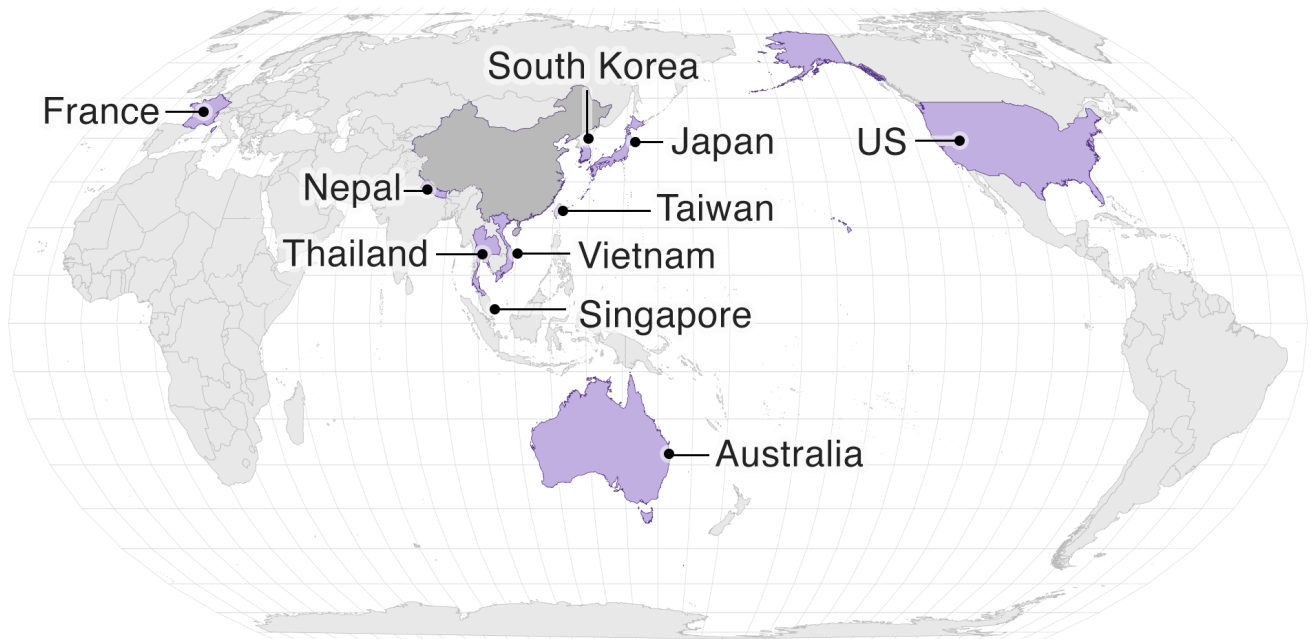 South Korea
France
Japan
US
Nepal
Taiwan
Thailand
Vietnam
Singapore
Australia